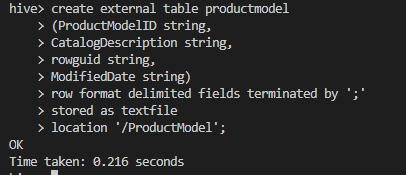 hive> create external table productmodel
> (ProductModelID string,
> CatalogDescription string,
> rowguid string,
> ModifiedDate string)
> row format delimited fields terminated by ';'
> stored as textfile
> location '/ProductModel';
OK
Time taken: 0.216 seconds